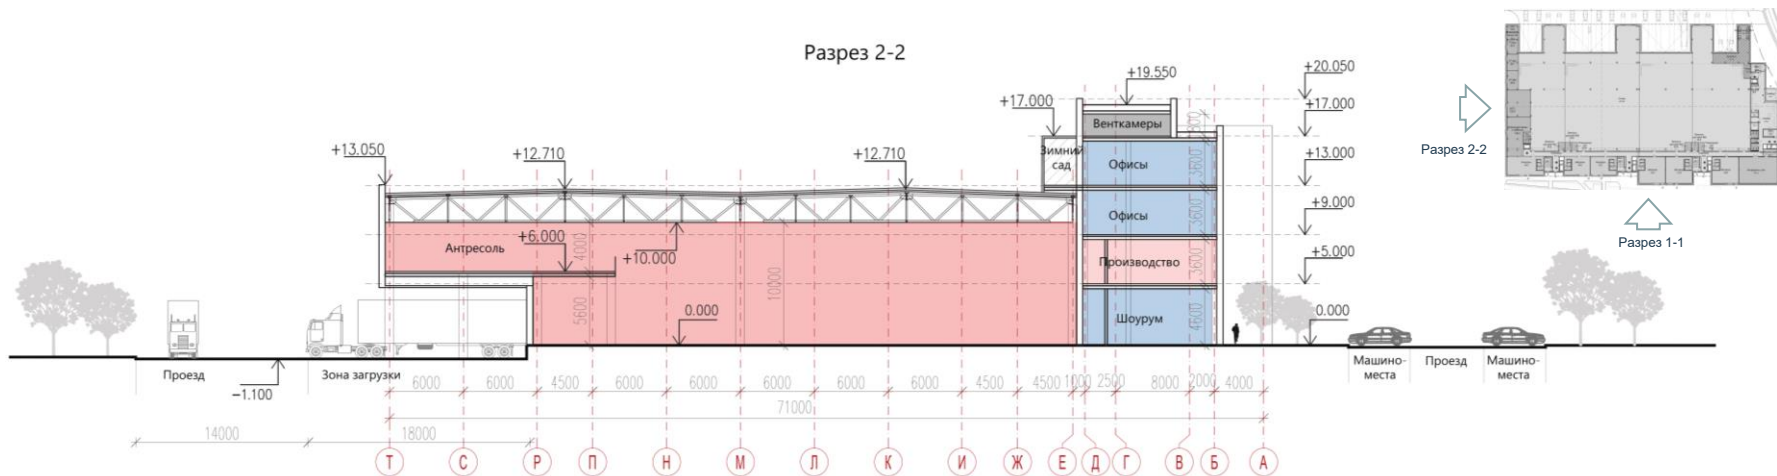 Разрез 2-2
+19.550
+20.050
+17.000
+17.000
Венткамеры
Зимний
сад
Офисы
+13.050
+12.710
+12.710
+13.000
3600
Офисы
+9.000
3600
Антресоль
+6.000
4000
+10.000
Производство
3600
+5.000
5600
10000
0.000
Шоурум
4600
0.000
Проезд
−1.100
Зона загрузки
Машино-
места
Проезд
Машино-
места
6000
6000
4500
6000
6000
6000
6000
6000
4500
4500
1000
2500
8000
2000
4000
71000
14000
18000
Т
С
Р
П
Н
М
Л
К
И
Ж
Е
Д
Г
В
Б
А
Разрез 2-2
Разрез 1-1